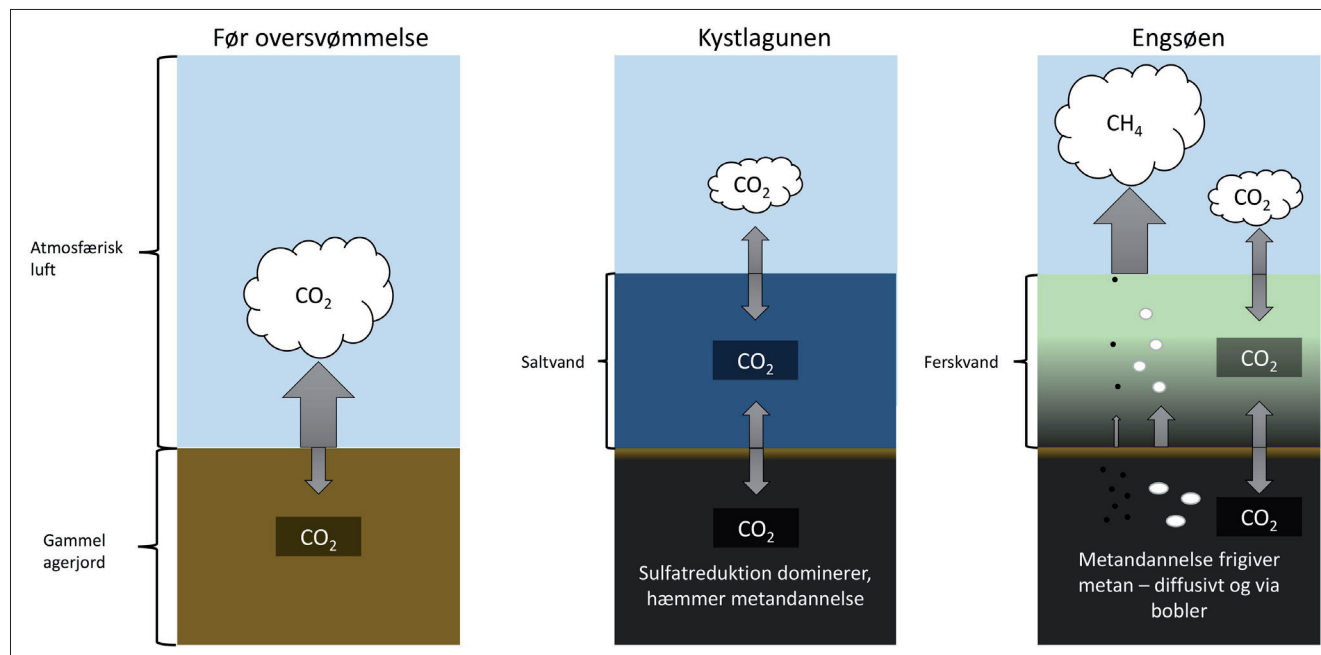 Før oversvømmelse
Atmosfærisk
luft
CO₂
Gammel
agerjord
CO₂
Kystlagunen
CO₂
Saltvand
CO₂
CO₂
Sulfatreduktion dominerer,
hæmmer metandannelse
Engsøen
CH₄
CO₂
Ferskvand
CO₂
CO₂
Metandannelse frigiver
metan – diffusivt og via
bobler